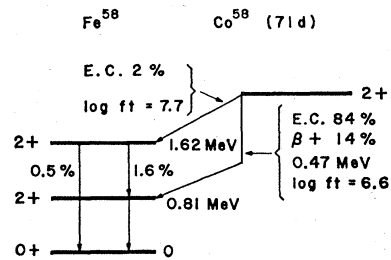 Fe⁵⁸ Co⁵⁸ (71d)
E.C. 2%
log ft = 7.7
2+
E.C. 84%
β+ 14%
0.47 MeV
log ft = 6.6
2+ 1.62 MeV
0.5% 1.6%
2+ 0.81 MeV
0+ 0